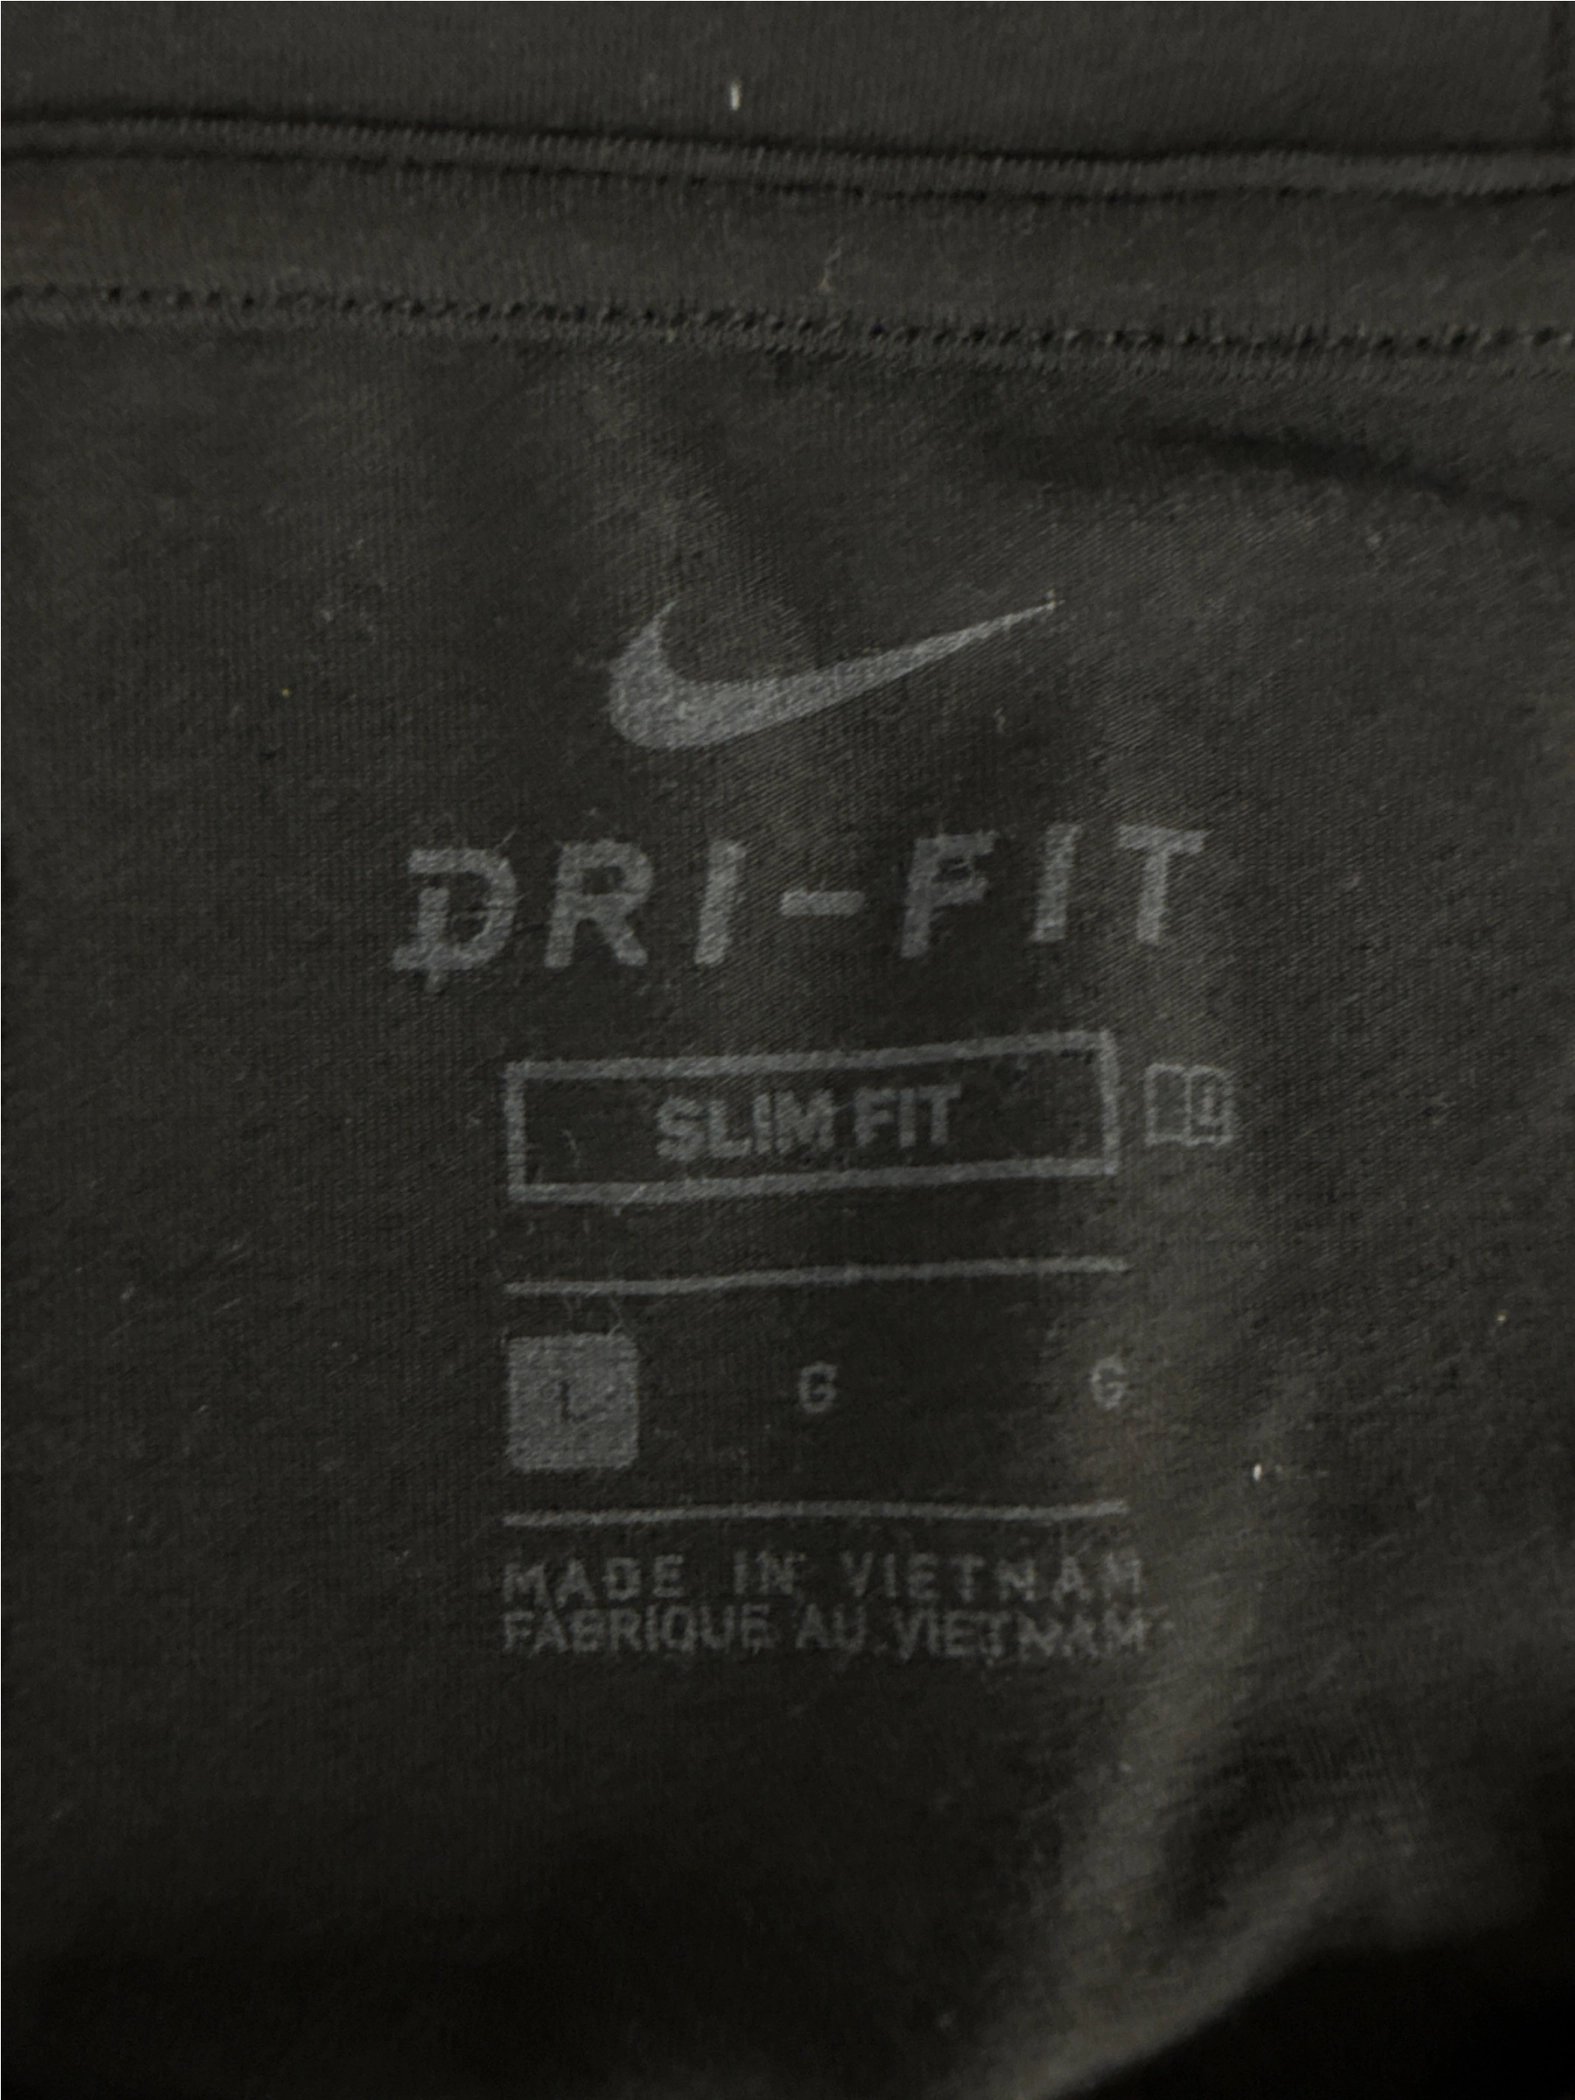 DRI-FIT
SLIM FIT
L G G
MADE IN VIETNAM
FABRIQUE AU VIETNAM